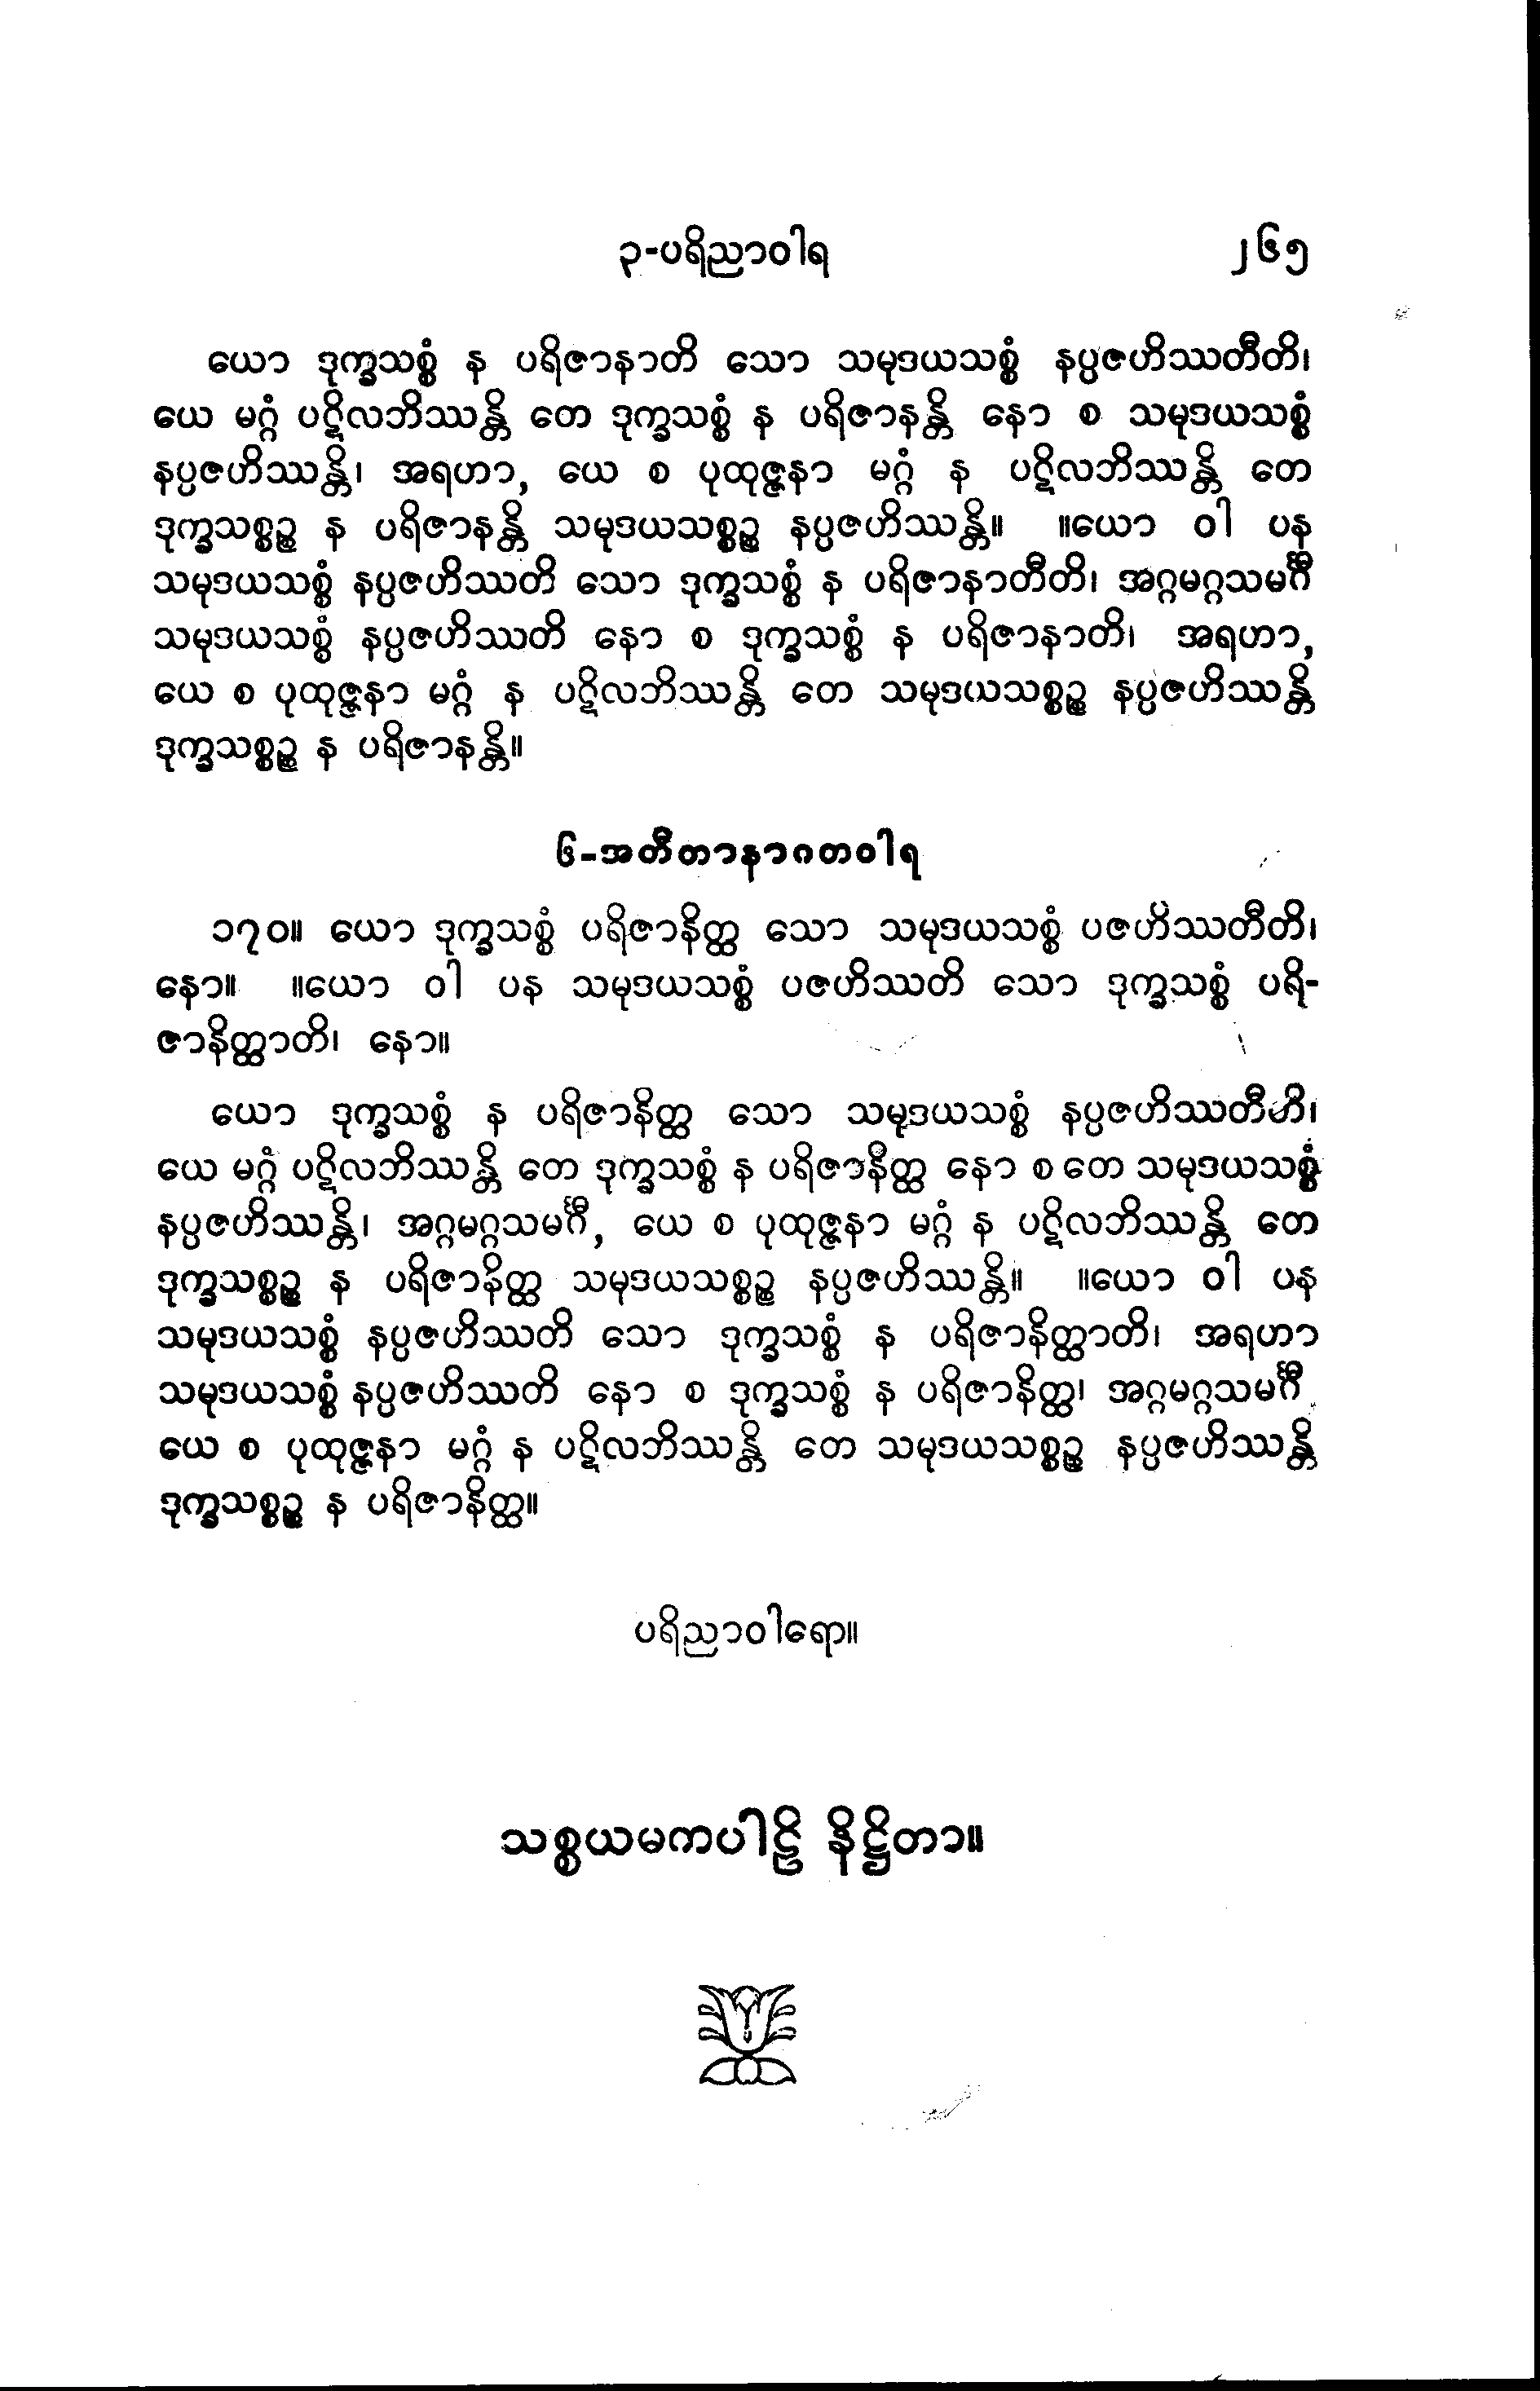 ၃-ပရိညာဝါရ ၂၆၅
ယော ဒုက္ခသစ္စံ န ပရိဇာနာတိ သော သမုဒယသစ္စံ နပ္ပဇဟိဿတီတိ၊
ယေ မဂ္ဂံ ပဋိလဘိဿန္တိ တေ ဒုက္ခသစ္စံ န ပရိဇာနန္တိ နော စ သမုဒယသစ္စံ
နပ္ပဇဟိဿန္တိ၊ အရဟာ, ယေ စ ပုထုဇ္ဇနာ မဂ္ဂံ န ပဋိလဘိဿန္တိ တေ
ဒုက္ခသစ္စဉ္စ န ပရိဇာနန္တိ သမုဒယသစ္စဉ္စ နပ္ပဇဟိဿန္တိ။ ။ယော ဝါ ပန
သမုဒယသစ္စံ နပ္ပဇဟိဿတိ သော ဒုက္ခသစ္စံ န ပရိဇာနာတီတိ၊ အဂ္ဂမဂ္ဂသမင်္ဂီ
သမုဒယသစ္စံ နပ္ပဇဟိဿတိ နော စ ဒုက္ခသစ္စံ န ပရိဇာနာတိ၊ အရဟာ,
ယေ စ ပုထုဇ္ဇနာ မဂ္ဂံ န ပဋိလဘိဿန္တိ တေ သမုဒယသစ္စဉ္စ နပ္ပဇဟိဿန္တိ
ဒုက္ခသစ္စဉ္စ န ပရိဇာနန္တိ။
၆-အတီတာနာဂတဝါရ
၁၇၀။ ယော ဒုက္ခသစ္စံ ပရိဇာနိတ္ထ သော သမုဒယသစ္စံ ပဇဟိဿတီတိ၊
နော။ ။ယော ဝါ ပန သမုဒယသစ္စံ ပဇဟိဿတိ သော ဒုက္ခသစ္စံ ပရိ-
ဇာနိတ္ထာတိ၊ နော။
ယော ဒုက္ခသစ္စံ န ပရိဇာနိတ္ထ သော သမုဒယသစ္စံ နပ္ပဇဟိဿတီတိ၊
ယေ မဂ္ဂံ ပဋိလဘိဿန္တိ တေ ဒုက္ခသစ္စံ န ပရိဇာနိတ္ထ နော စ တေ သမုဒယသစ္စံ
နပ္ပဇဟိဿန္တိ၊ အဂ္ဂမဂ္ဂသမင်္ဂီ, ယေ စ ပုထုဇ္ဇနာ မဂ္ဂံ န ပဋိလဘိဿန္တိ တေ
ဒုက္ခသစ္စဉ္စ န ပရိဇာနိတ္ထ သမုဒယသစ္စဉ္စ နပ္ပဇဟိဿန္တိ။ ။ယော ဝါ ပန
သမုဒယသစ္စံ နပ္ပဇဟိဿတိ သော ဒုက္ခသစ္စံ န ပရိဇာနိတ္ထာတိ၊ အရဟာ
သမုဒယသစ္စံ နပ္ပဇဟိဿတိ နော စ ဒုက္ခသစ္စံ န ပရိဇာနိတ္ထ၊ အဂ္ဂမဂ္ဂသမင်္ဂီ,
ယေ စ ပုထုဇ္ဇနာ မဂ္ဂံ န ပဋိလဘိဿန္တိ တေ သမုဒယသစ္စဉ္စ နပ္ပဇဟိဿန္တိ
ဒုက္ခသစ္စဉ္စ န ပရိဇာနိတ္ထ။
ပရိညာဝါရော။
သစ္စယမကပါဠိ နိဋ္ဌိတာ။